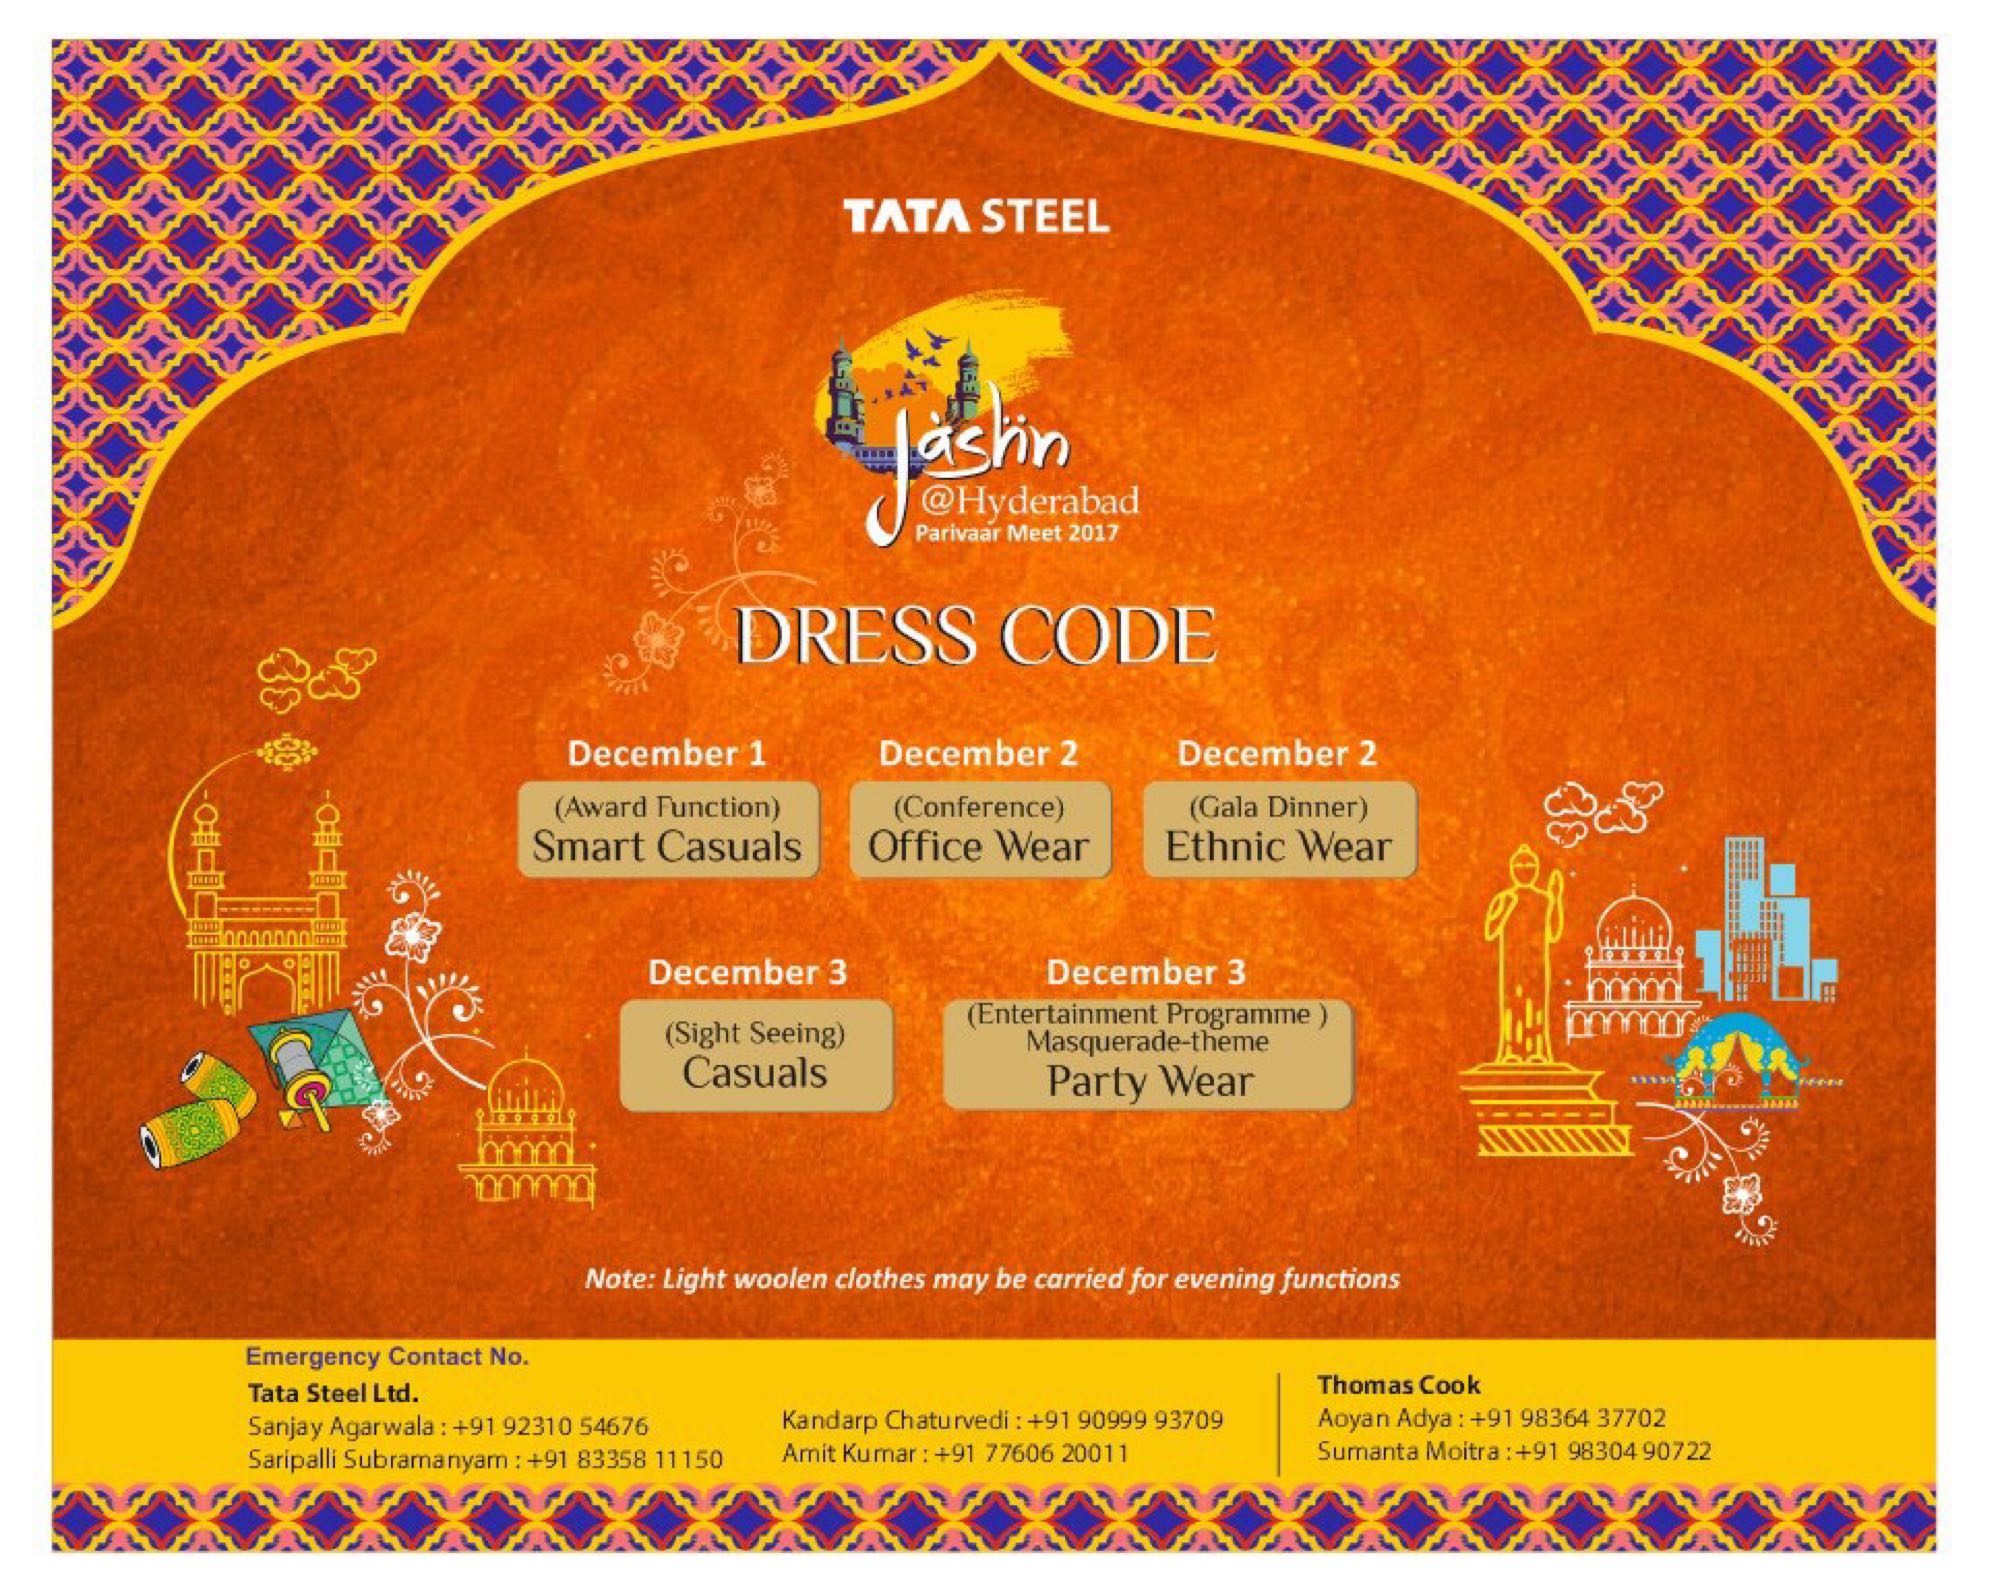 TATA STEEL
Jashn
@Hyderabad
Parivaar Meet 2017
DRESS CODE
December 1
(Award Function)
Smart Casuals
December 2
(Conference)
Office Wear
December 2
(Gala Dinner)
Ethnic Wear
December 3
(Sight Seeing)
Casuals
December 3
(Entertainment Programme )
Masquerade-theme
Party Wear
Note: Light woolen clothes may be carried for evening functions
Emergency Contact No.
Tata Steel Ltd.
Sanjay Agarwala : +91 92310 54676
Saripalli Subramanyam : +91 83358 11150
Kandarp Chaturvedi : +91 90999 93709
Amit Kumar : +91 77606 20011
Thomas Cook
Aoyan Adya : +91 98364 37702
Sumanta Moitra : +91 98304 90722